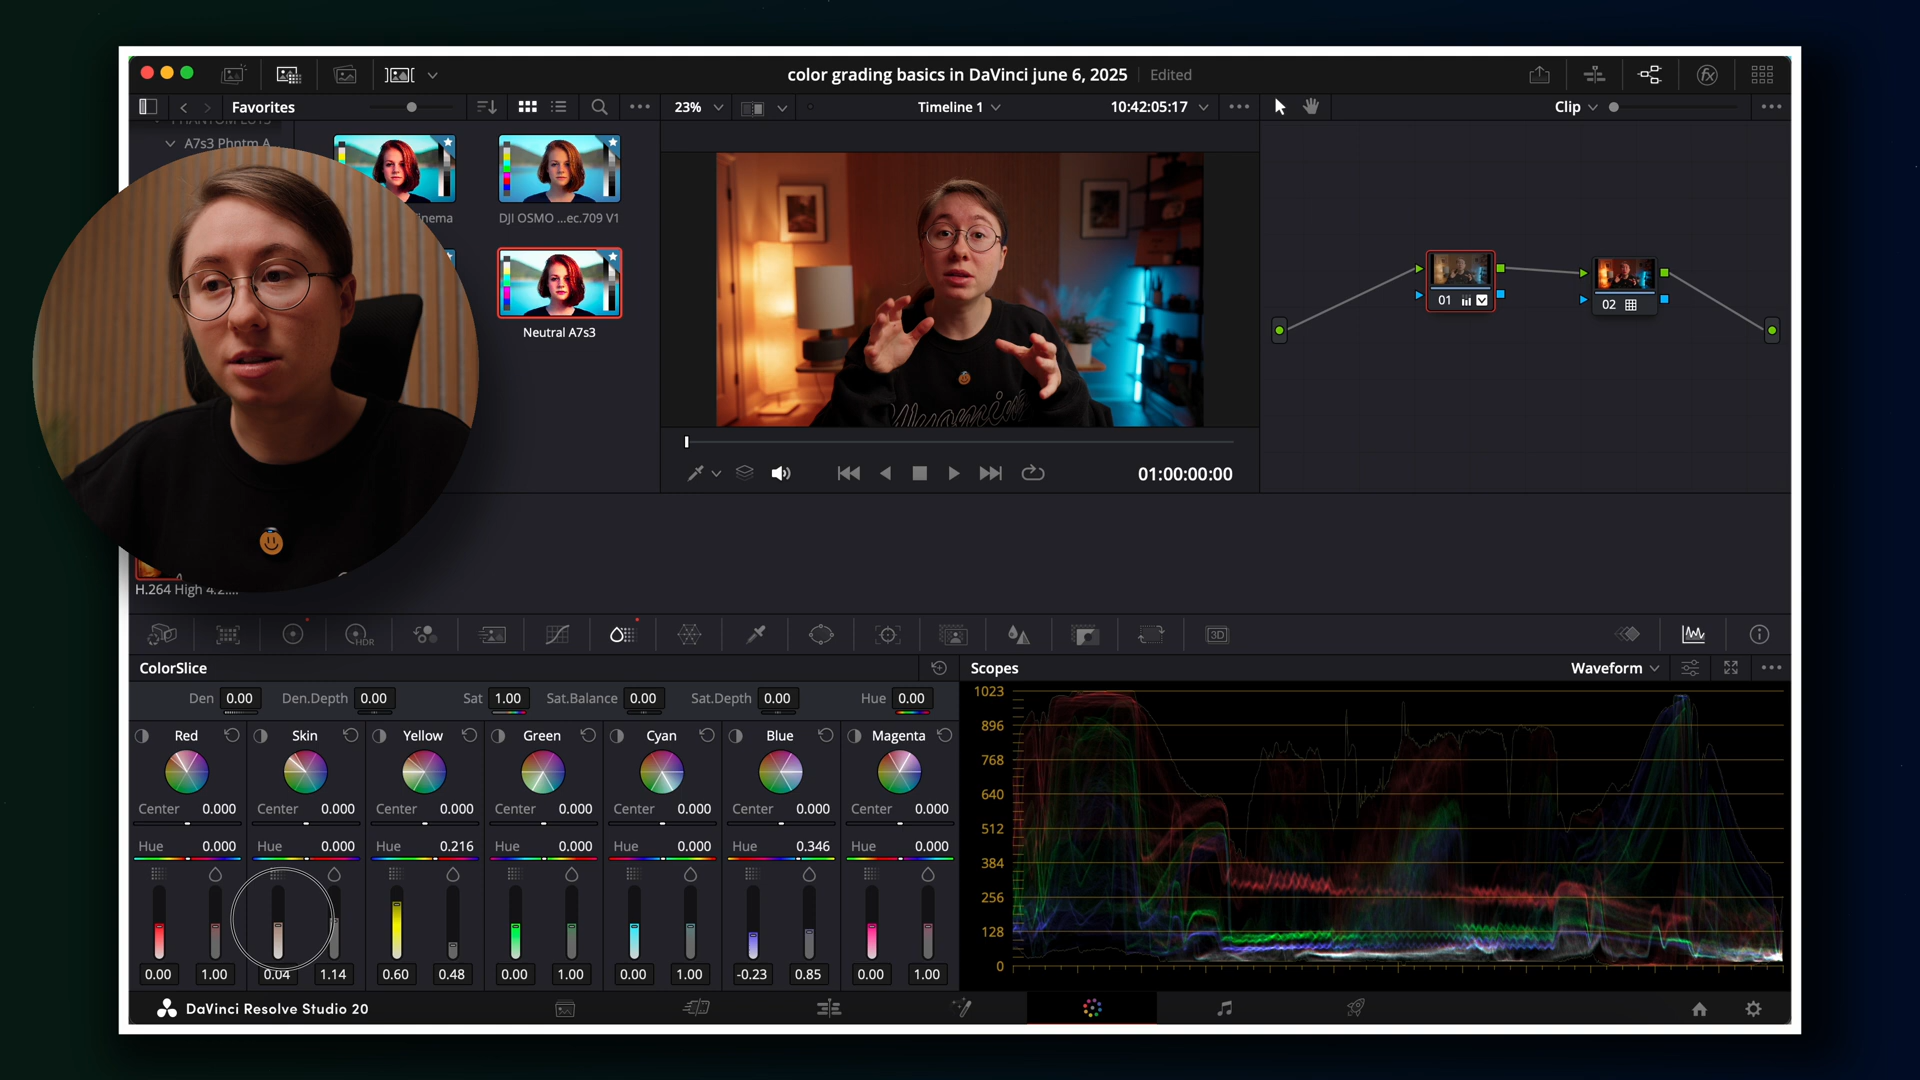 color grading basics in DaVinci june 6, 2025 Edited
Favorites
23%
Timeline 1
10:42:05:17
Clip
A7s3 Phntm A...
DJI OSMO ...ec.709 V1
Neutral A7s3
01
02
01:00:00:00
H.264 High 4.2....
HDR
3D
ColorSlice
Scopes
Waveform
Den 0.00 Den.Depth 0.00 Sat 1.00 Sat.Balance 0.00 Sat.Depth 0.00 Hue 0.00
Red Skin Yellow Green Cyan Blue Magenta
Center 0.000 Center 0.000 Center 0.000 Center 0.000 Center 0.000 Center 0.000 Center 0.000
Hue 0.000 Hue 0.000 Hue 0.216 Hue 0.000 Hue 0.000 Hue 0.346 Hue 0.000
0.00 1.00 0.04 1.14 0.60 0.48 0.00 1.00 0.00 1.00 -0.23 0.85 0.00 1.00
1023
896
768
640
512
384
256
128
0
DaVinci Resolve Studio 20